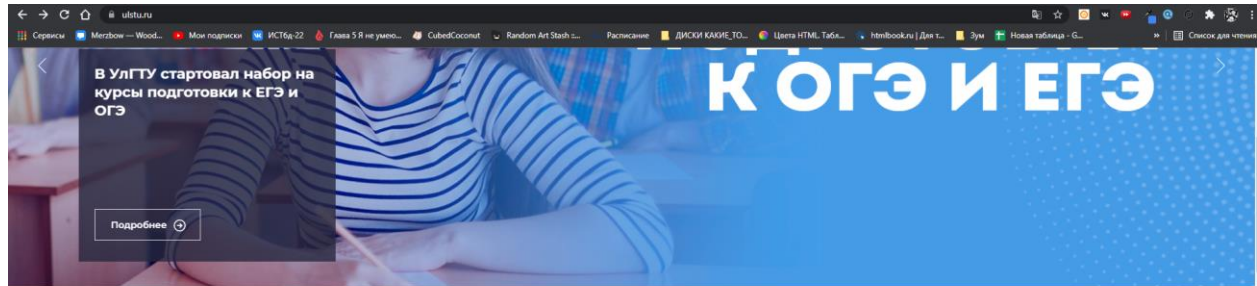 ulstu.ru
Сервисы Merzbow — Wood... Мои подписки ИСТбд-22 Глава 5 Я не умею... CubedCoconut Random Art Stash ::... Расписание ДИСКИ КАКИЕ_ТО... Цвета HTML. Табл... htmlbook.ru | Для т... Зум Новая таблица - G... » Список для чтения
К ОГЭ И ЕГЭ
В УлГТУ стартовал набор на
курсы подготовки к ЕГЭ и
ОГЭ
Подробнее